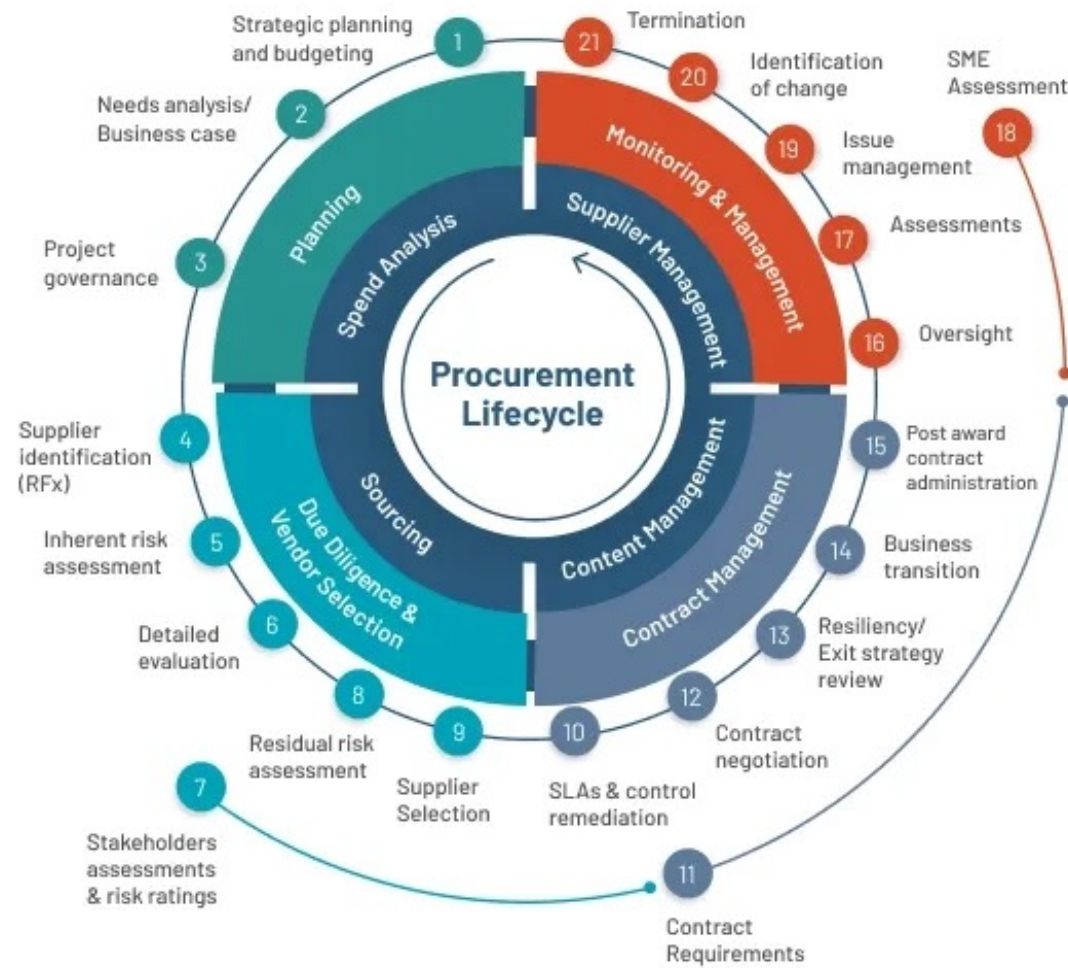 Procurement
Lifecycle
Planning
Spend Analysis
1
Strategic planning
and budgeting
2
Needs analysis/
Business case
3
Project
governance
Due Diligence &
Vendor Selection
Sourcing
4
Supplier
identification
(RFx)
5
Inherent risk
assessment
6
Detailed
evaluation
7
Stakeholders
assessments
& risk ratings
8
Residual risk
assessment
9
Supplier
Selection
Contract Management
Content Management
10
SLAs & control
remediation
11
Contract
Requirements
12
Contract
negotiation
13
Resiliency/
Exit strategy
review
14
Business
transition
15
Post award
contract
administration
Monitoring & Management
Supplier Management
16
Oversight
17
Assessments
18
SME
Assessment
19
Issue
management
20
Identification
of change
21
Termination